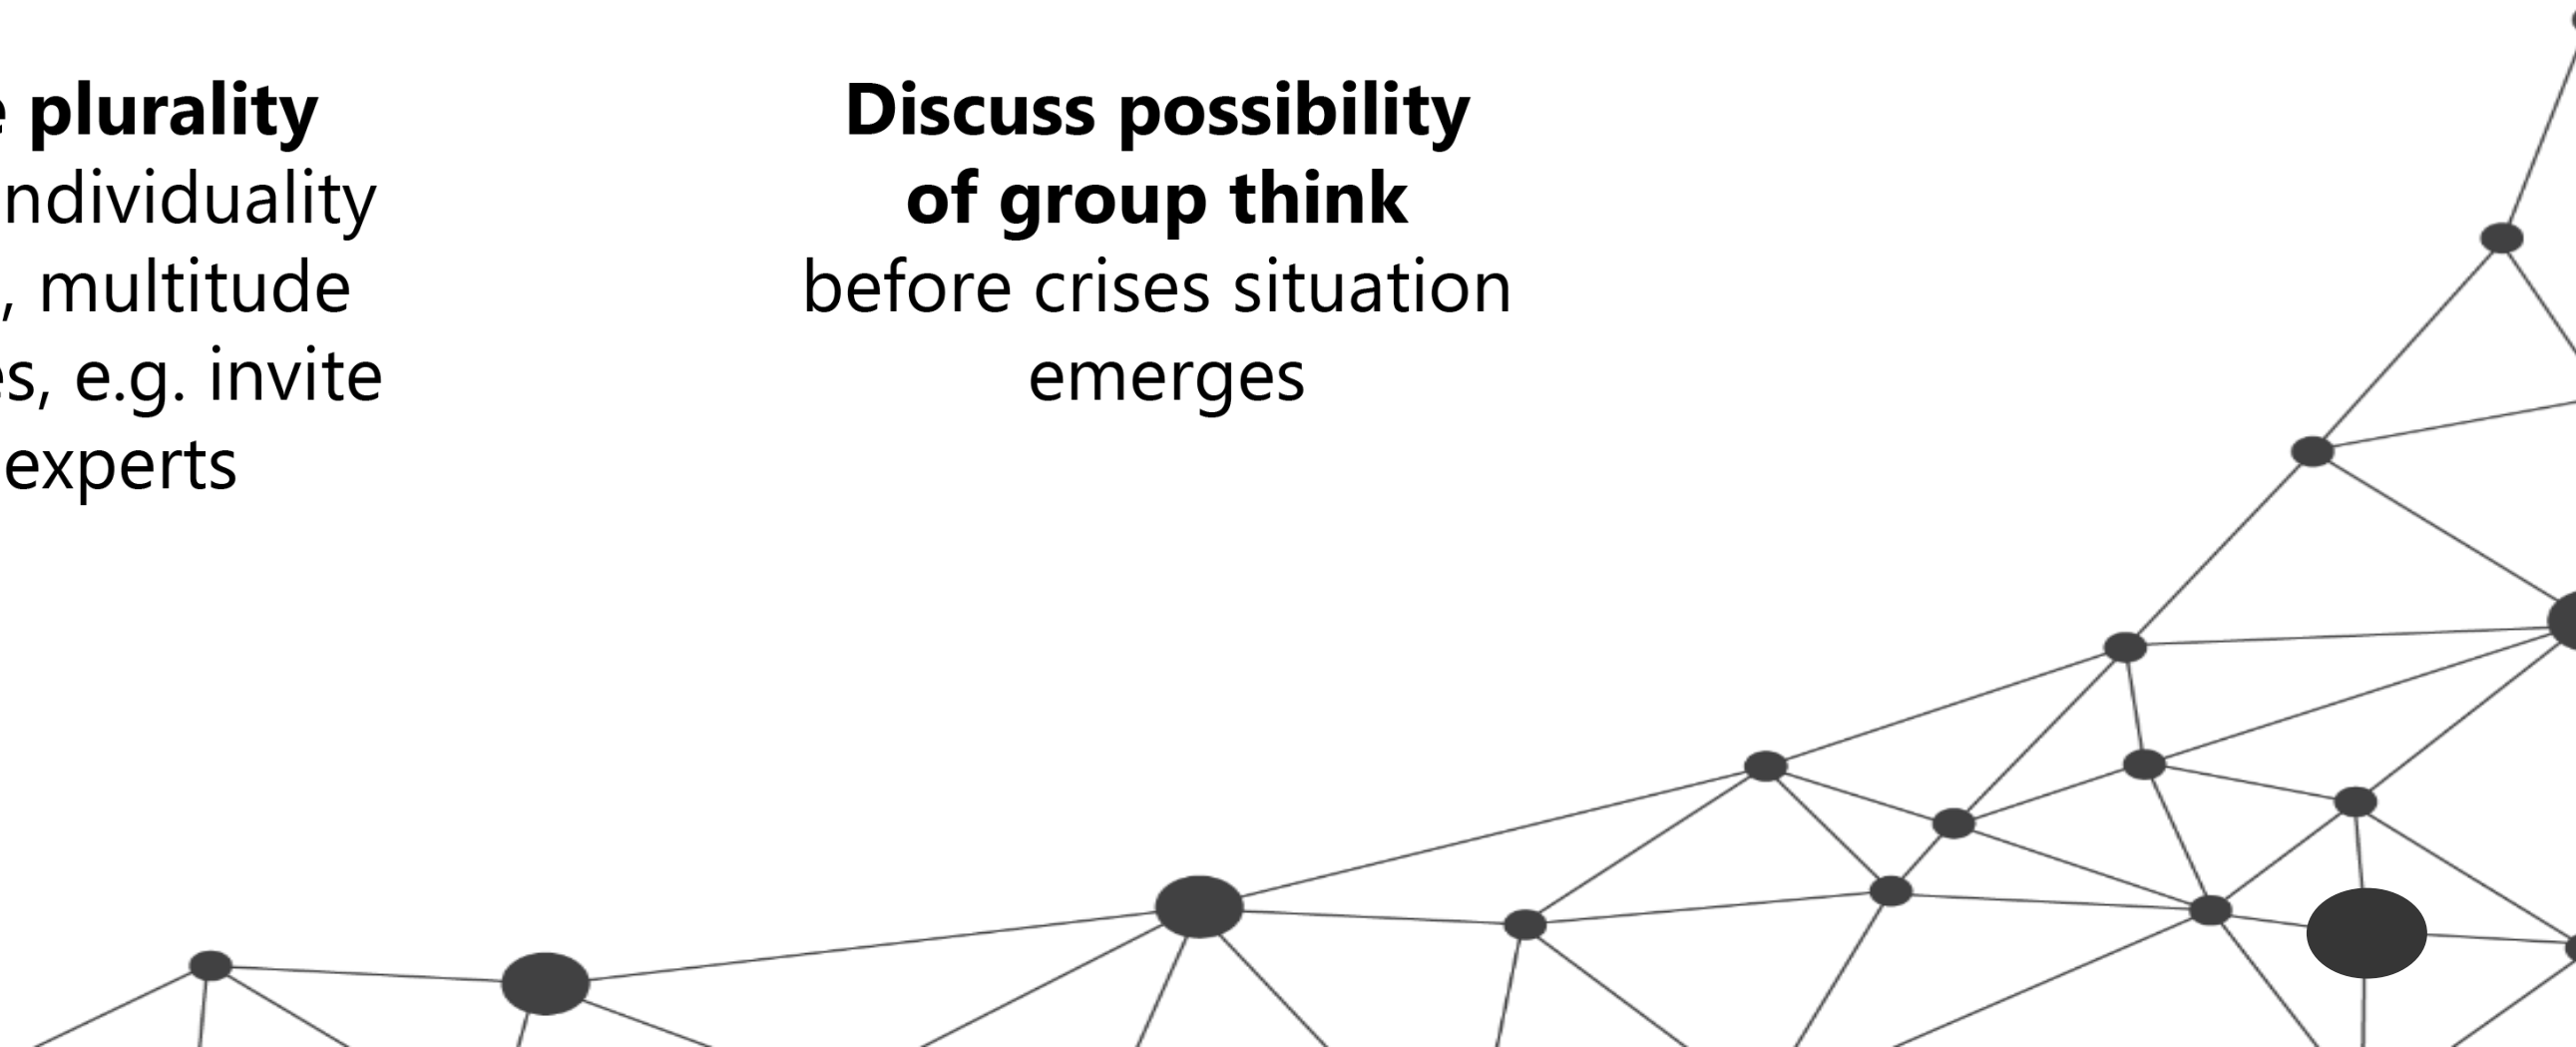 plurality
ndividuality
, multitude
es, e.g. invite
experts
Discuss possibility
of group think
before crises situation
emerges